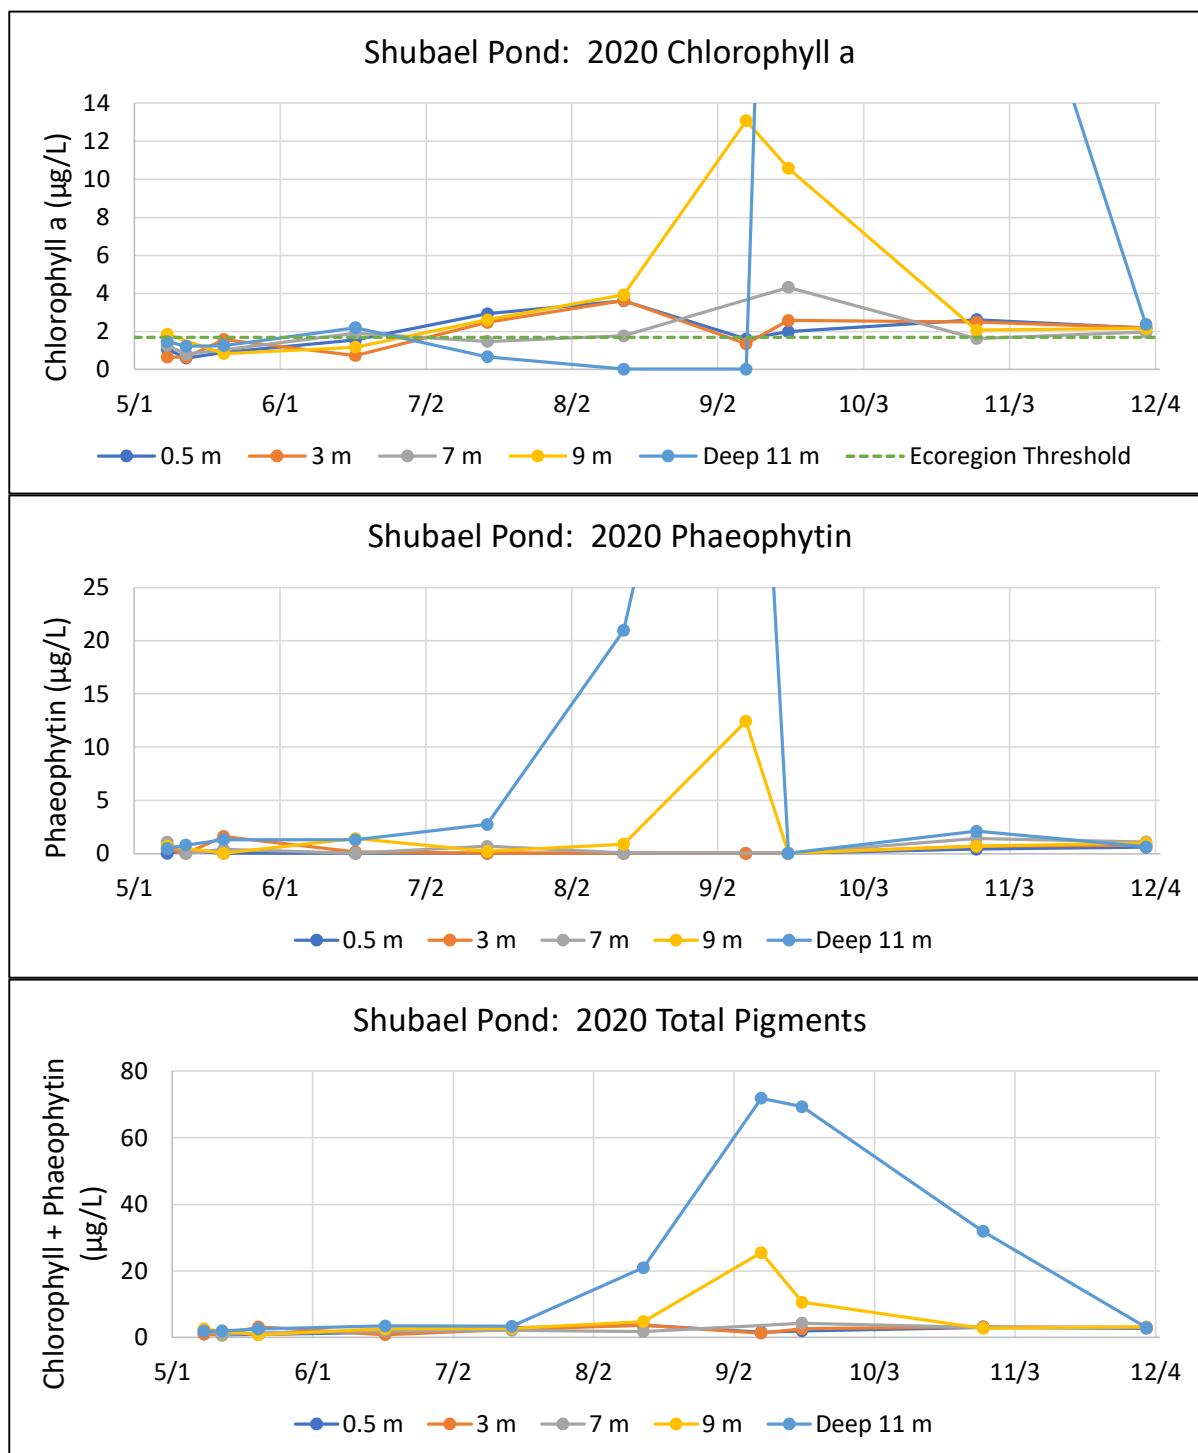 Shubael Pond:  2020 Chlorophyll a
Chlorophyll a (µg/L)
14
12
10
8
6
4
2
0
5/1 6/1 7/2 8/2 9/2 10/3 11/3 12/4
0.5 m 3 m 7 m 9 m Deep 11 m Ecoregion Threshold
Shubael Pond:  2020 Phaeophytin
Phaeophytin (µg/L)
25
20
15
10
5
0
5/1 6/1 7/2 8/2 9/2 10/3 11/3 12/4
0.5 m 3 m 7 m 9 m Deep 11 m
Shubael Pond:  2020 Total Pigments
Chlorophyll + Phaeophytin
(µg/L)
80
60
40
20
0
5/1 6/1 7/2 8/2 9/2 10/3 11/3 12/4
0.5 m 3 m 7 m 9 m Deep 11 m